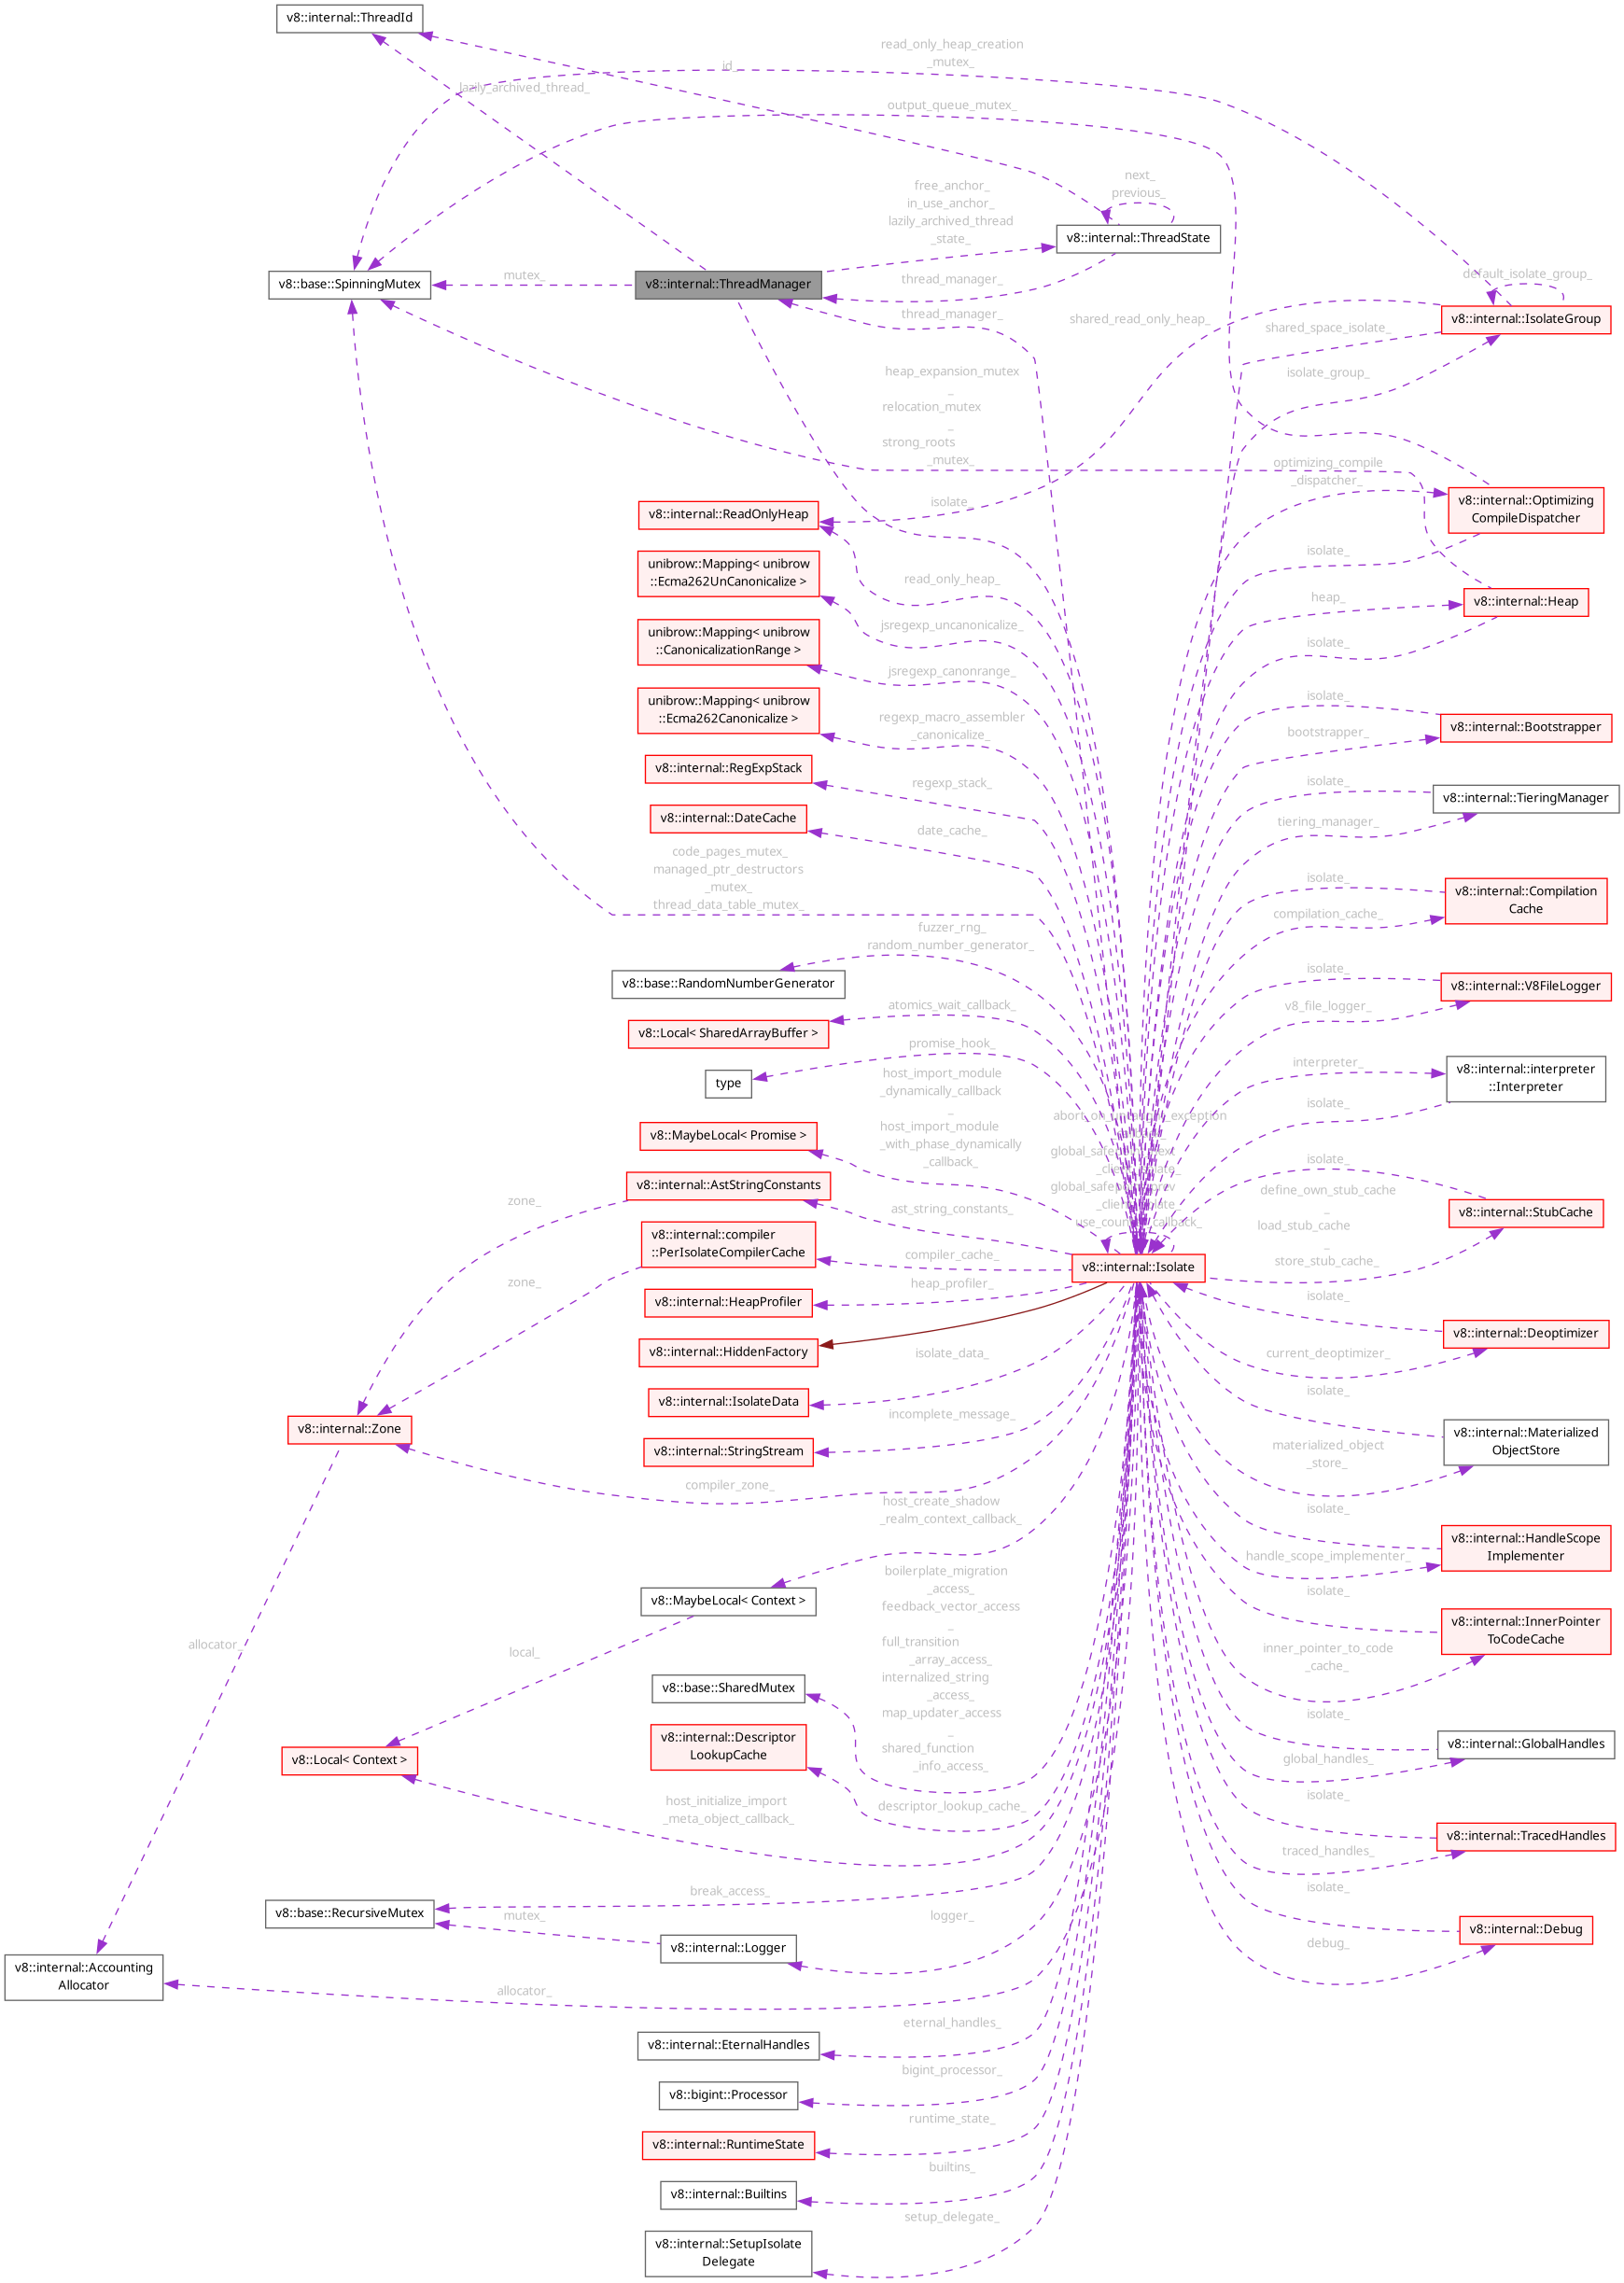 v8::internal::ThreadId
read_only_heap_creation
_mutex_
id_
lazily_archived_thread_
output_queue_mutex_
free_anchor_
in_use_anchor_
lazily_archived_thread
_state_
next_
previous_
v8::internal::ThreadState
v8::base::SpinningMutex
mutex_
v8::internal::ThreadManager
thread_manager_
thread_manager_
default_isolate_group_
v8::internal::IsolateGroup
shared_read_only_heap_
shared_space_isolate_
isolate_group_
heap_expansion_mutex
_
relocation_mutex
_
strong_roots
_mutex_
optimizing_compile
_dispatcher_
v8::internal::Optimizing
CompileDispatcher
v8::internal::ReadOnlyHeap
isolate_
isolate_
unibrow::Mapping< unibrow
::Ecma262UnCanonicalize >
read_only_heap_
heap_
v8::internal::Heap
unibrow::Mapping< unibrow
::CanonicalizationRange >
jsregexp_uncanonicalize_
isolate_
jsregexp_canonrange_
unibrow::Mapping< unibrow
::Ecma262Canonicalize >
regexp_macro_assembler
_canonicalize_
isolate_
bootstrapper_
v8::internal::Bootstrapper
v8::internal::RegExpStack
regexp_stack_
isolate_
v8::internal::TieringManager
v8::internal::DateCache
date_cache_
tiering_manager_
code_pages_mutex_
managed_ptr_destructors
_mutex_
thread_data_table_mutex_
isolate_
compilation_cache_
v8::internal::Compilation
Cache
fuzzer_rng_
random_number_generator_
v8::base::RandomNumberGenerator
isolate_
v8_file_logger_
v8::internal::V8FileLogger
v8::Local< SharedArrayBuffer >
atomics_wait_callback_
type
promise_hook_
interpreter_
v8::internal::interpreter
::Interpreter
isolate_
host_import_module
_dynamically_callback
_
host_import_module
_with_phase_dynamically
_callback_
v8::MaybeLocal< Promise >
v8::internal::AstStringConstants
ast_string_constants_
zone_
isolate_
define_own_stub_cache
_
load_stub_cache
_
store_stub_cache_
v8::internal::StubCache
v8::internal::compiler
::PerIsolateCompilerCache
compiler_cache_
v8::internal::Isolate
zone_
v8::internal::HeapProfiler
heap_profiler_
isolate_
v8::internal::Deoptimizer
v8::internal::HiddenFactory
current_deoptimizer_
isolate_data_
v8::internal::IsolateData
isolate_
v8::internal::Zone
incomplete_message_
v8::internal::StringStream
materialized_object
_store_
v8::internal::Materialized
ObjectStore
compiler_zone_
host_create_shadow
_realm_context_callback_
isolate_
handle_scope_implementer_
v8::internal::HandleScope
Implementer
v8::MaybeLocal< Context >
boilerplate_migration
_access_
feedback_vector_access
_
full_transition
_array_access_
internalized_string
_access_
map_updater_access
_
shared_function
_info_access_
isolate_
inner_pointer_to_code
_cache_
v8::internal::InnerPointer
ToCodeCache
allocator_
local_
v8::base::SharedMutex
isolate_
global_handles_
v8::internal::GlobalHandles
v8::Local< Context >
v8::internal::Descriptor
LookupCache
descriptor_lookup_cache_
host_initialize_import
_meta_object_callback_
isolate_
traced_handles_
v8::internal::TracedHandles
break_access_
v8::base::RecursiveMutex
mutex_
v8::internal::Logger
logger_
isolate_
v8::internal::Debug
debug_
v8::internal::Accounting
Allocator
allocator_
v8::internal::EternalHandles
eternal_handles_
v8::bigint::Processor
bigint_processor_
v8::internal::RuntimeState
runtime_state_
v8::internal::Builtins
builtins_
v8::internal::SetupIsolate
Delegate
setup_delegate_